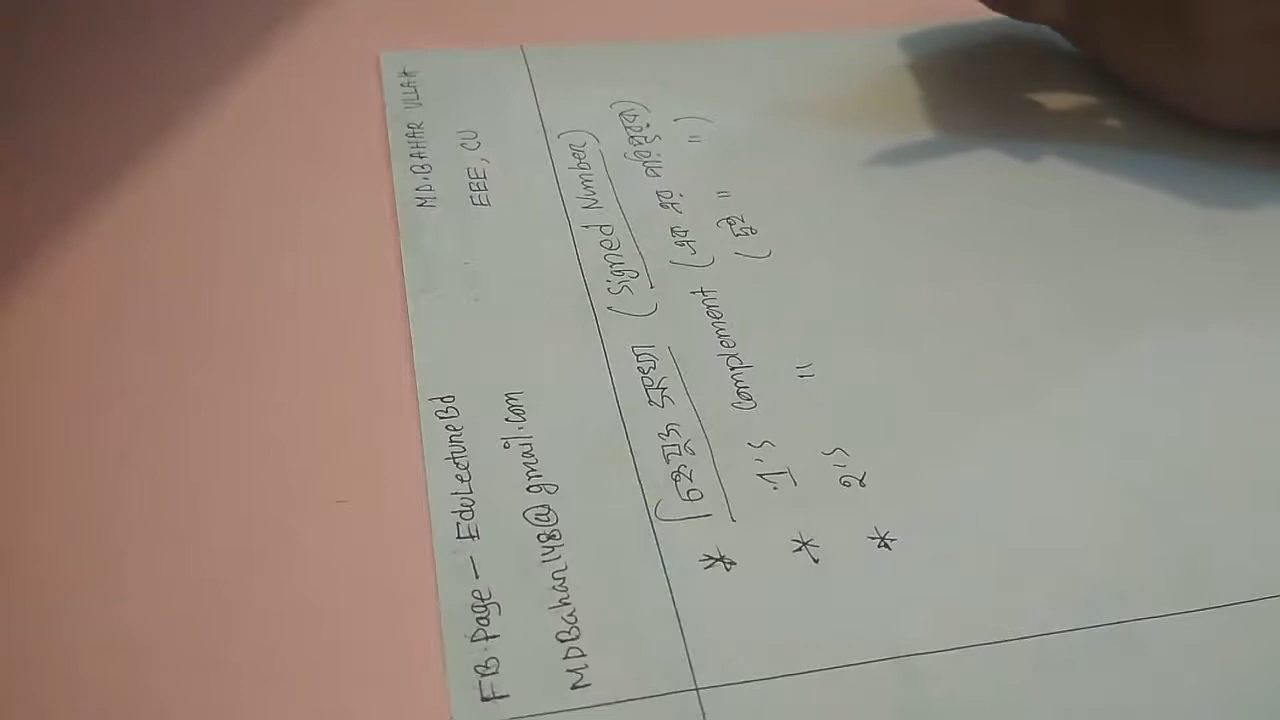 FB: Page — EduLectureBd
MD.BAHAR ULLAH
MDBahar148@gmail.com
EEE, CU
* চিহ্নযুক্ত সংখ্যা (Signed Number)
* 1's Complement (এক এর পরিপূরক)
* 2's " (দুই " ")